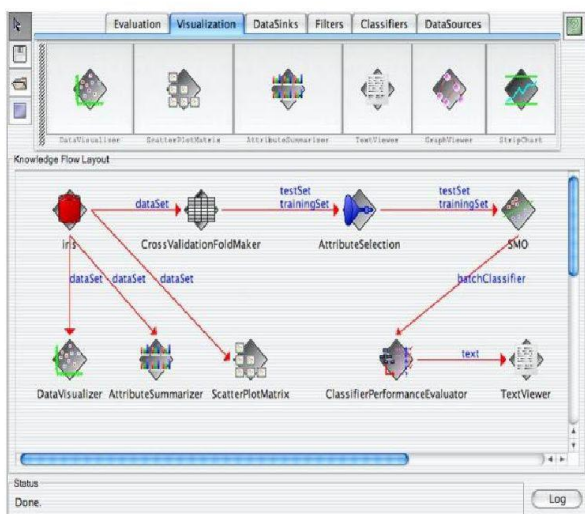 Evaluation Visualization DataSinks Filters Classifiers DataSources
DataVisualizer ScatterPlotMatrix AttributeSummarizer TextViewer GraphViewer StripChart
Knowledge Flow Layout
dataSet
testSet
trainingSet
testSet
trainingSet
iris CrossValidationFoldMaker AttributeSelection SMO
dataSet dataSet dataSet
batchClassifier
text
DataVisualizer AttributeSummarizer ScatterPlotMatrix ClassifierPerformanceEvaluator TextViewer
Status
Done.
Log